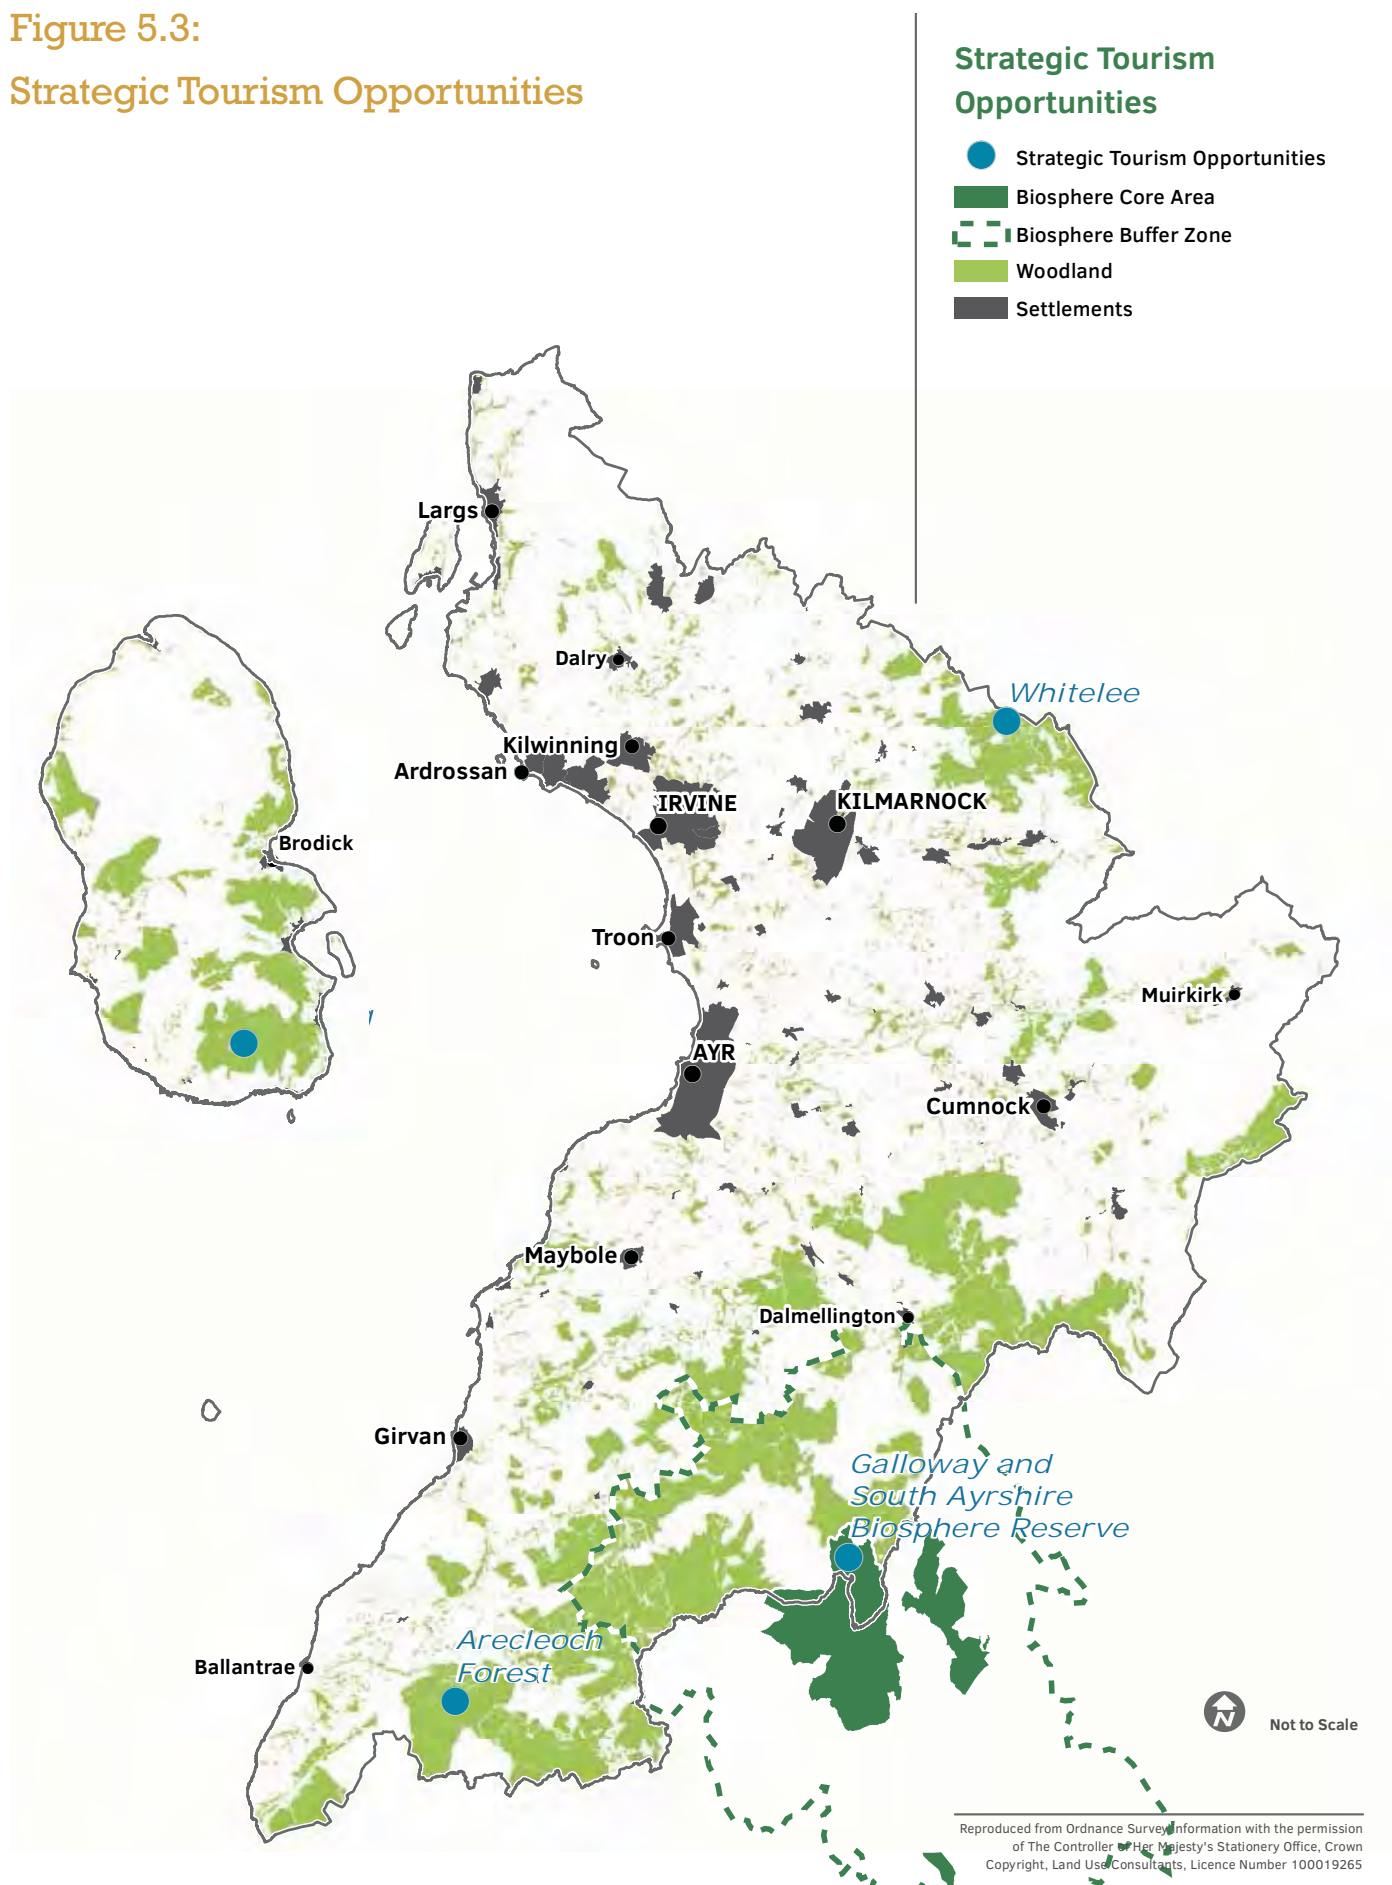 Figure 5.3:
Strategic Tourism Opportunities
Strategic Tourism
Opportunities
Strategic Tourism Opportunities
Biosphere Core Area
Biosphere Buffer Zone
Woodland
Settlements
Largs
Dalry
Whitelee
Kilwinning
Ardrossan
IRVINE
KILMARNOCK
Brodick
Troon
Muirkirk
AYR
Cumnock
Maybole
Dalmellington
Girvan
Galloway and
South Ayrshire
Biosphere Reserve
Arecleoch
Forest
Ballantrae
N
Not to Scale
Reproduced from Ordnance Survey Information with the permission
of The Controller of Her Majesty's Stationery Office, Crown
Copyright, Land Use Consultants, Licence Number 100019265